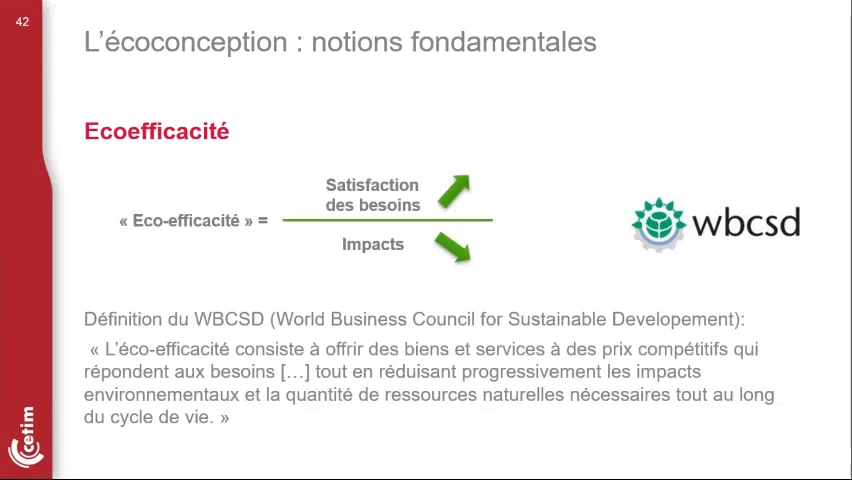 42
L’écoconception : notions fondamentales
Ecoefficacité
Satisfaction
des besoins
« Eco-efficacité » =
Impacts
wbcsd
Définition du WBCSD (World Business Council for Sustainable Developement):
« L’éco-efficacité consiste à offrir des biens et services à des prix compétitifs qui
répondent aux besoins […] tout en réduisant progressivement les impacts
environnementaux et la quantité de ressources naturelles nécessaires tout au long
du cycle de vie. »
cetim